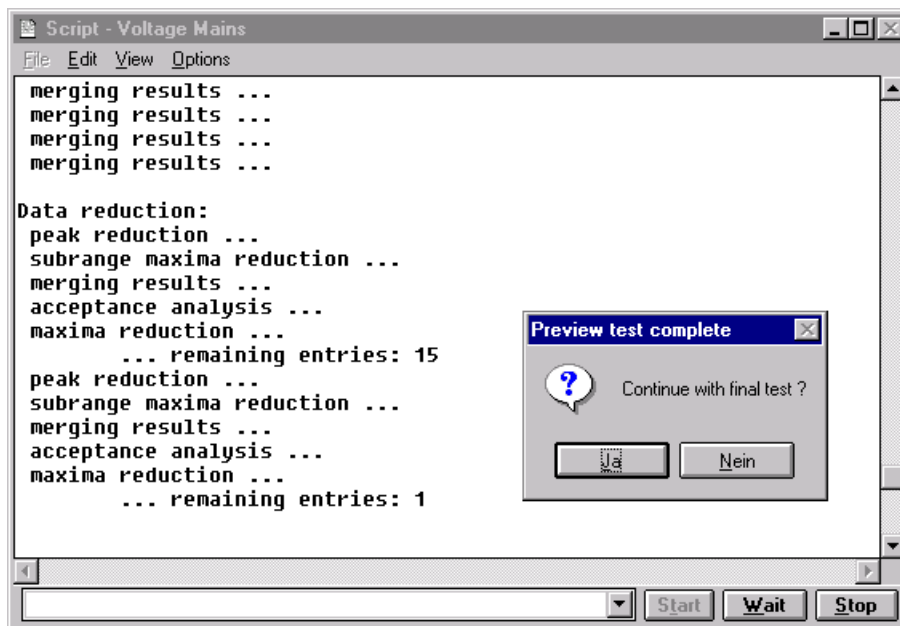 Script - Voltage Mains
File Edit View Options
merging results ...
merging results ...
merging results ...
merging results ...
Data reduction:
peak reduction ...
subrange maxima reduction ...
merging results ...
acceptance analysis ...
maxima reduction ...
... remaining entries: 15
peak reduction ...
subrange maxima reduction ...
merging results ...
acceptance analysis ...
maxima reduction ...
... remaining entries: 1
Preview test complete
Continue with final test ?
Ja Nein
Start Wait Stop